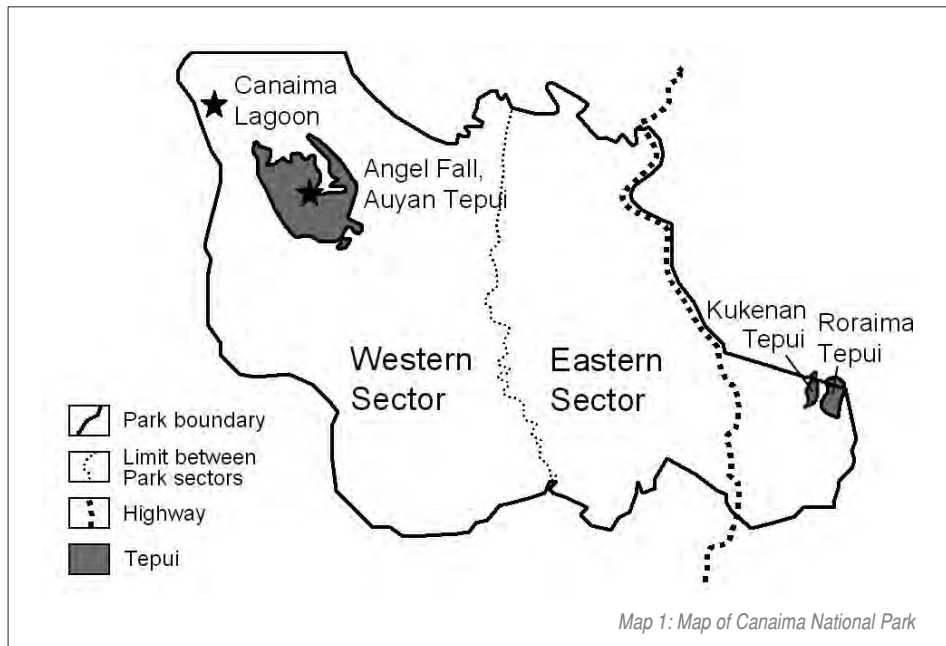 Canaima
Lagoon
Angel Fall,
Auyan Tepui
Kukenan
Tepui
Roraima
Tepui
Western
Sector
Eastern
Sector
Park boundary
Limit between
Park sectors
Highway
Tepui
Map 1: Map of Canaima National Park